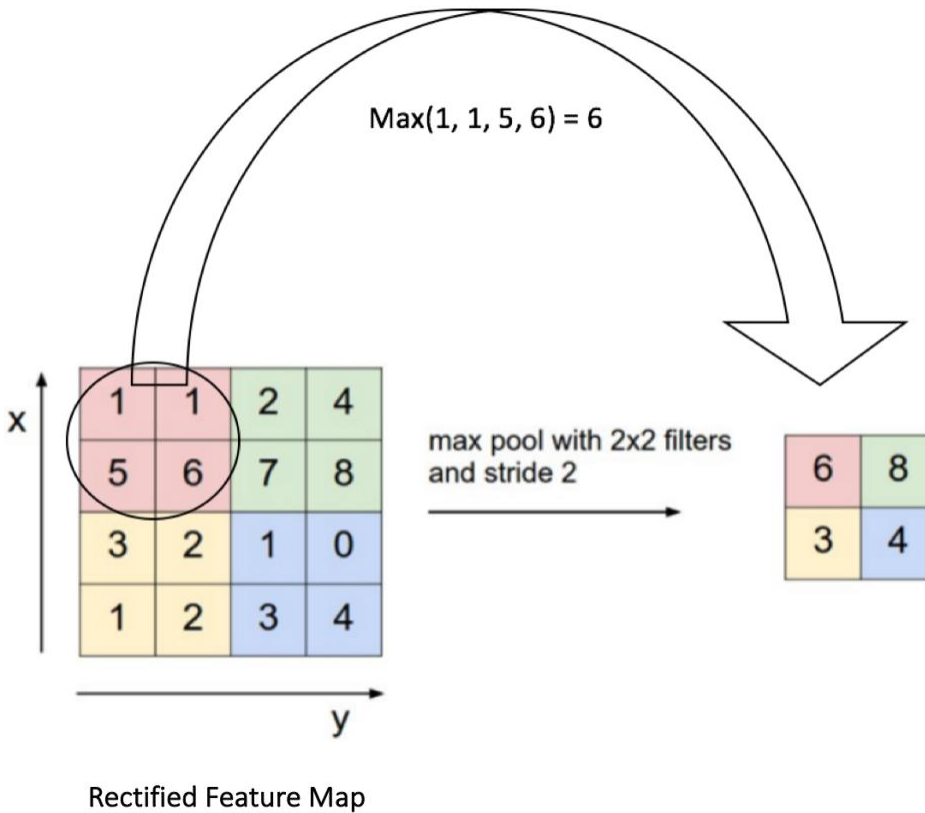 Max(1, 1, 5, 6) = 6
x
1 1 2 4
5 6 7 8
3 2 1 0
1 2 3 4
y
max pool with 2x2 filters
and stride 2
6 8
3 4
Rectified Feature Map